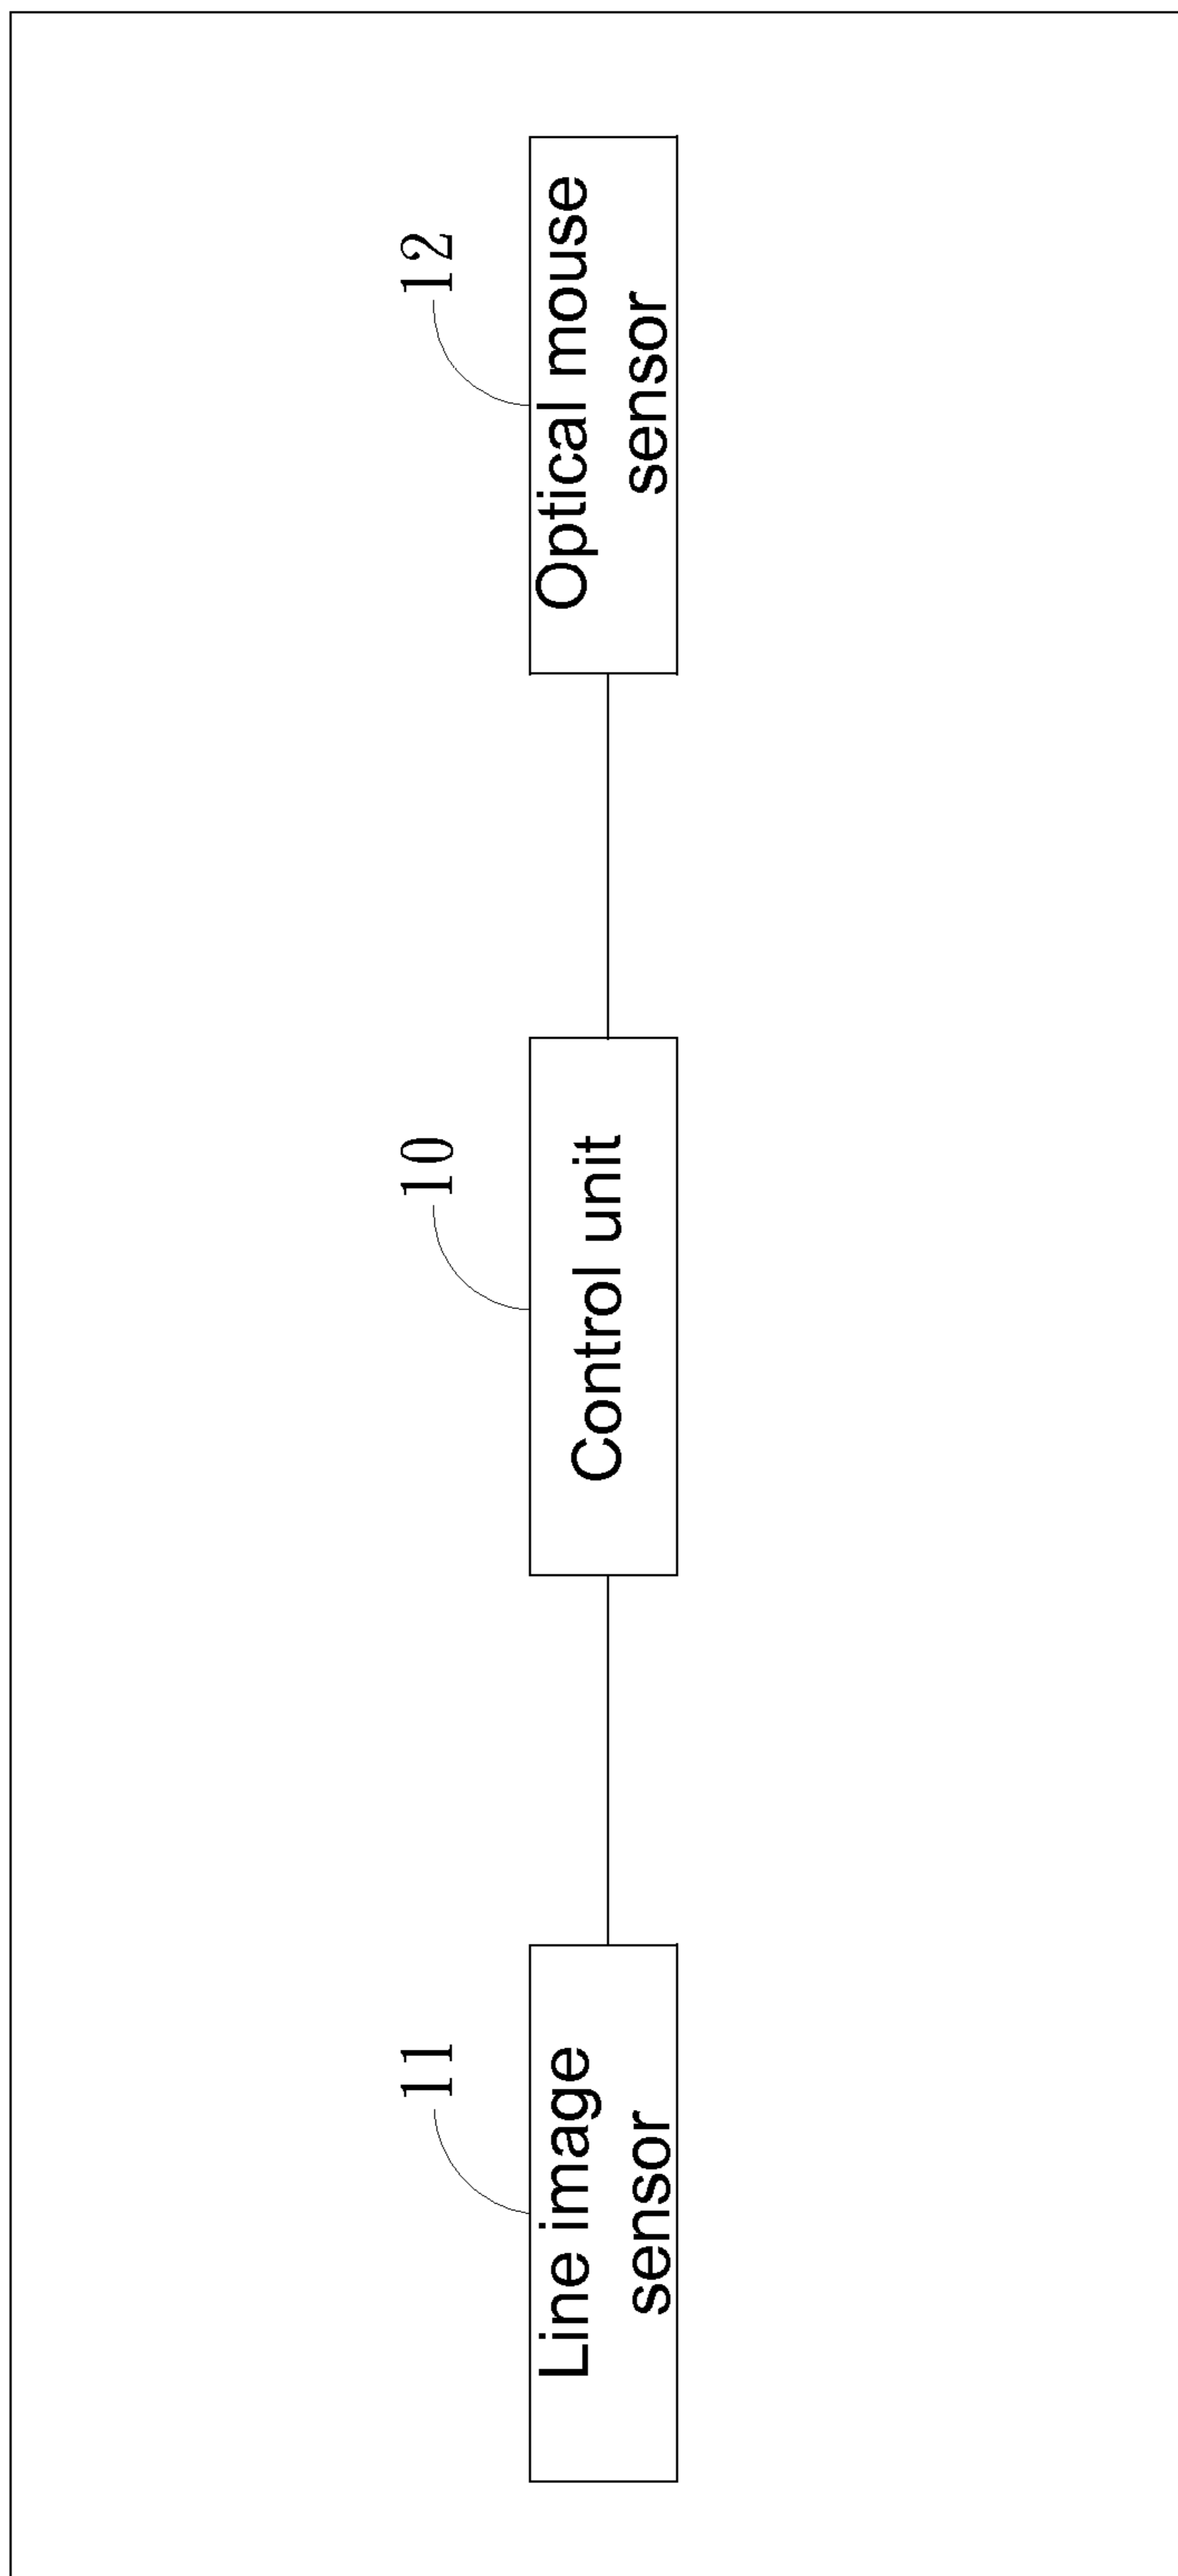 11
Line image
sensor
10
Control unit
12
Optical mouse
sensor